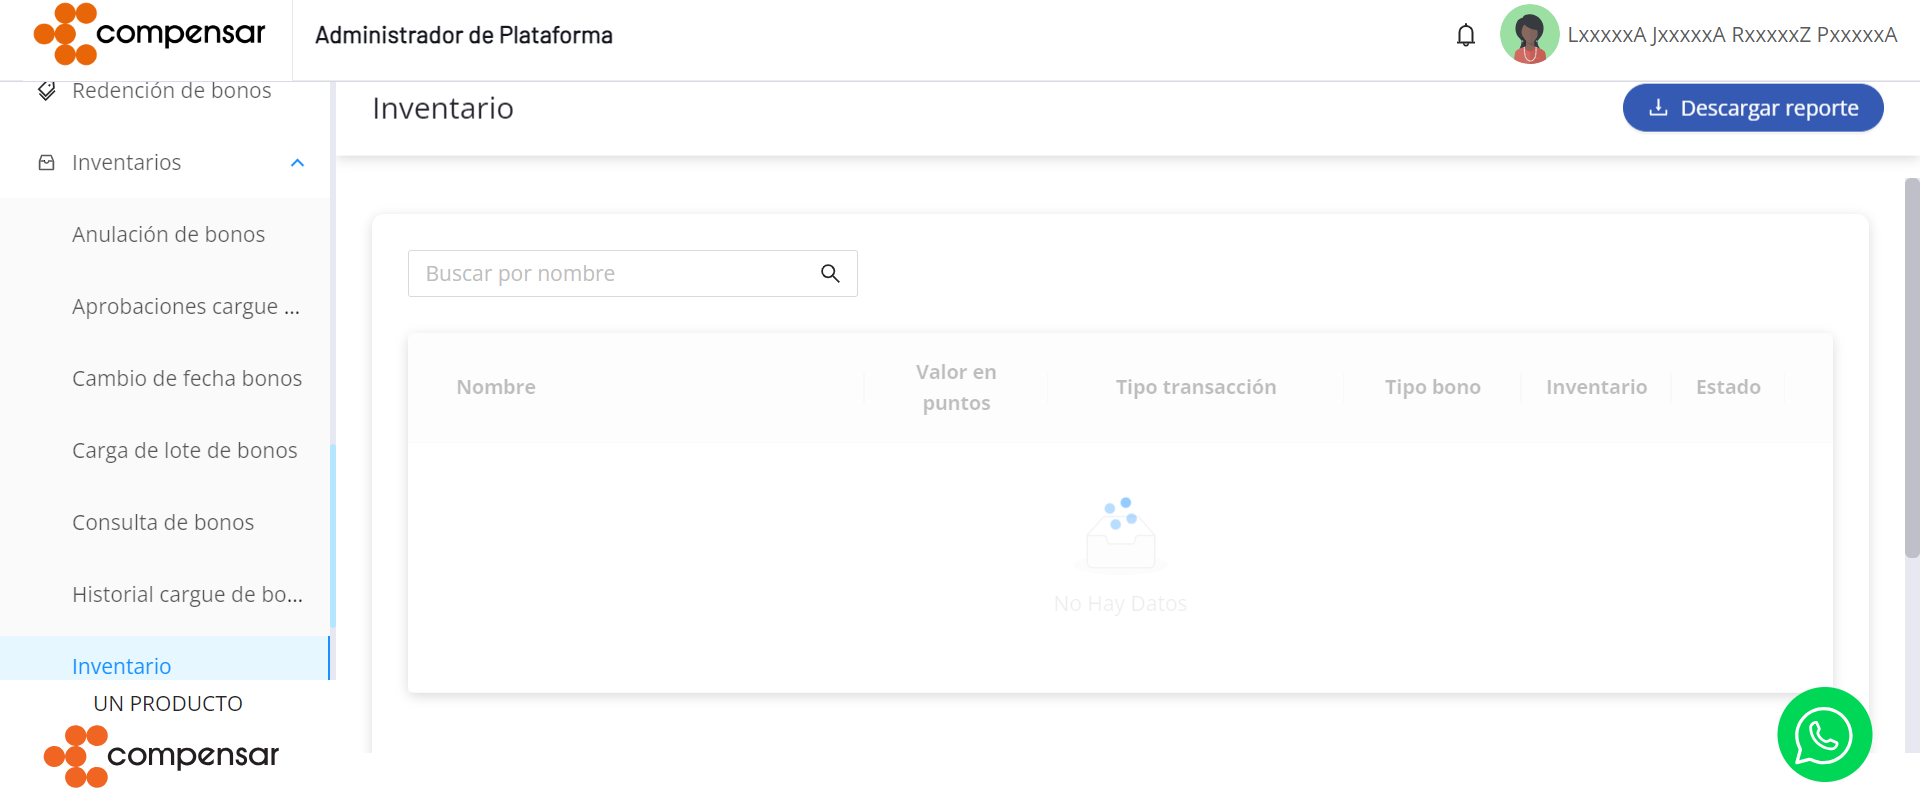 compensar
Administrador de Plataforma
LxxxxxA JxxxxxA RxxxxxZ PxxxxxA
Redención de bonos
Inventarios
Anulación de bonos
Aprobaciones cargue ...
Cambio de fecha bonos
Carga de lote de bonos
Consulta de bonos
Historial cargue de bo...
Inventario
UN PRODUCTO
compensar
Inventario
Descargar reporte
Buscar por nombre
Nombre
Valor en
puntos
Tipo transacción
Tipo bono
Inventario
Estado
No Hay Datos